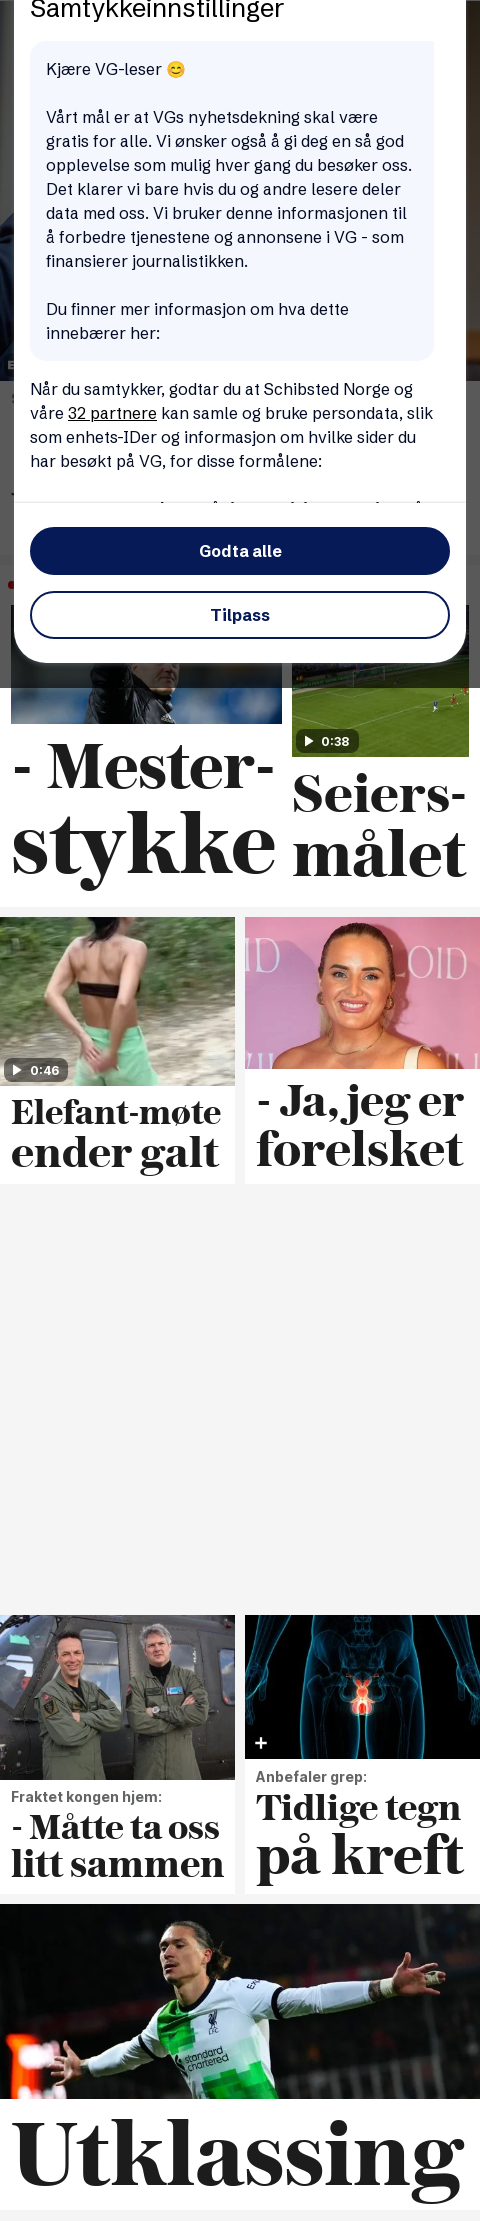 Samtykkeinnstillinger
Kjære VG-leser 😊
Vårt mål er at VGs nyhetsdekning skal være
gratis for alle. Vi ønsker også å gi deg en så god
opplevelse som mulig hver gang du besøker oss.
Det klarer vi bare hvis du og andre lesere deler
data med oss. Vi bruker denne informasjonen til
å forbedre tjenestene og annonsene i VG - som
finansierer journalistikken.
Du finner mer informasjon om hva dette
innebærer her:
Når du samtykker, godtar du at Schibsted Norge og
våre 32 partnere kan samle og bruke persondata, slik
som enhets-IDer og informasjon om hvilke sider du
har besøkt på VG, for disse formålene:
Godta alle
Tilpass
0:38
- Mester-
stykke
Seiers-
målet
0:46
Elefant-møte
ender galt
- Ja, jeg er
forelsket
Fraktet kongen hjem:
- Måtte ta oss
litt sammen
Anbefaler grep:
Tidlige tegn
på kreft
standard
chartered
Utklassing